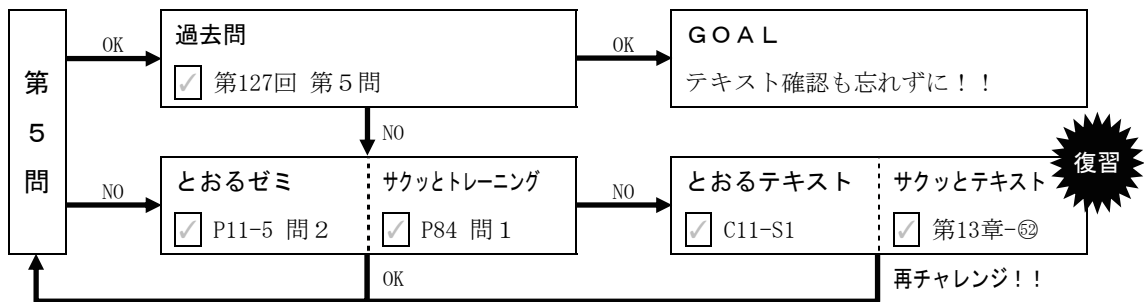 第5問
OK
過去問
✓ 第127回 第5問
OK
GOAL
テキスト確認も忘れずに!!
NO
NO
とおるゼミ
✓ P11-5 問2
サクッとトレーニング
✓ P84 問1
NO
とおるテキスト
✓ C11-S1
サクッとテキスト
✓ 第13章-㊷
復習
OK
再チャレンジ!!